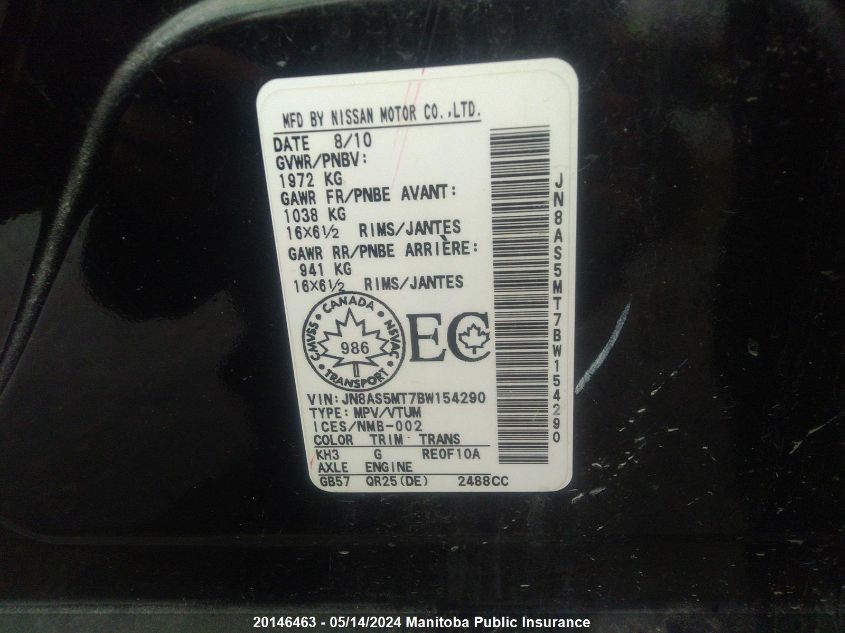 MFD BY NISSAN MOTOR CO.,LTD.
DATE 8/10
GVWR/PNBV:
1972 KG
GAWR FR/PNBE AVANT:
1038 KG
16X6½ RIMS/JANTES
GAWR RR/PNBE ARRIÈRE:
941 KG
16X6½ RIMS/JANTES
CANADA
CMVSS
NSVAC
986
TRANSPORT
EC
VIN:JN8AS5MT7BW154290
TYPE: MPV/VTUM
ICES/NMB-002
COLOR TRIM TRANS
KH3 G RE0F10A
AXLE ENGINE
GB57 QR25(DE) 2488CC
JN8AS5MT7BW154290
20146463 - 05/14/2024 Manitoba Public Insurance